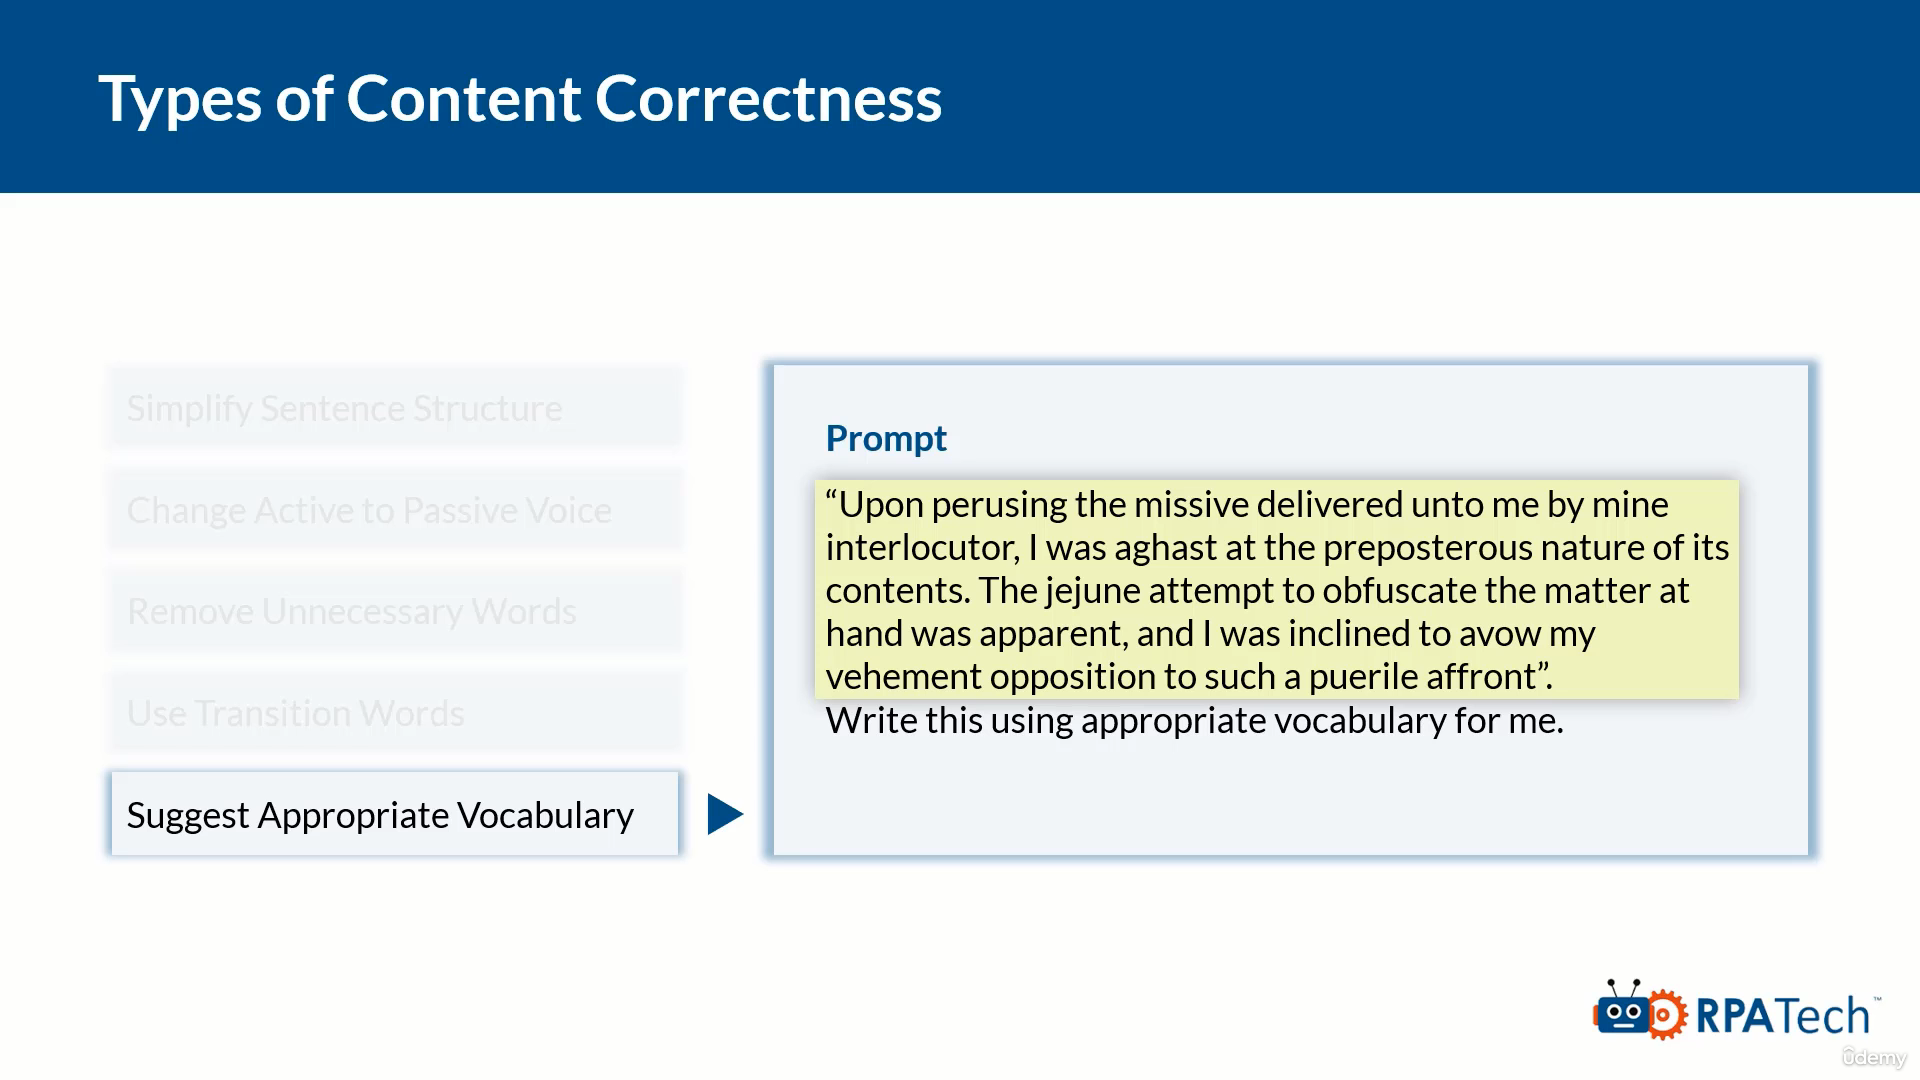 Types of Content Correctness
Simplify Sentence Structure
Change Active to Passive Voice
Remove Unnecessary Words
Use Transition Words
Suggest Appropriate Vocabulary
Prompt
“Upon perusing the missive delivered unto me by mine
interlocutor, I was aghast at the preposterous nature of its
contents. The jejune attempt to obfuscate the matter at
hand was apparent, and I was inclined to avow my
vehement opposition to such a puerile affront”.
Write this using appropriate vocabulary for me.
RPATech™
ûdemy